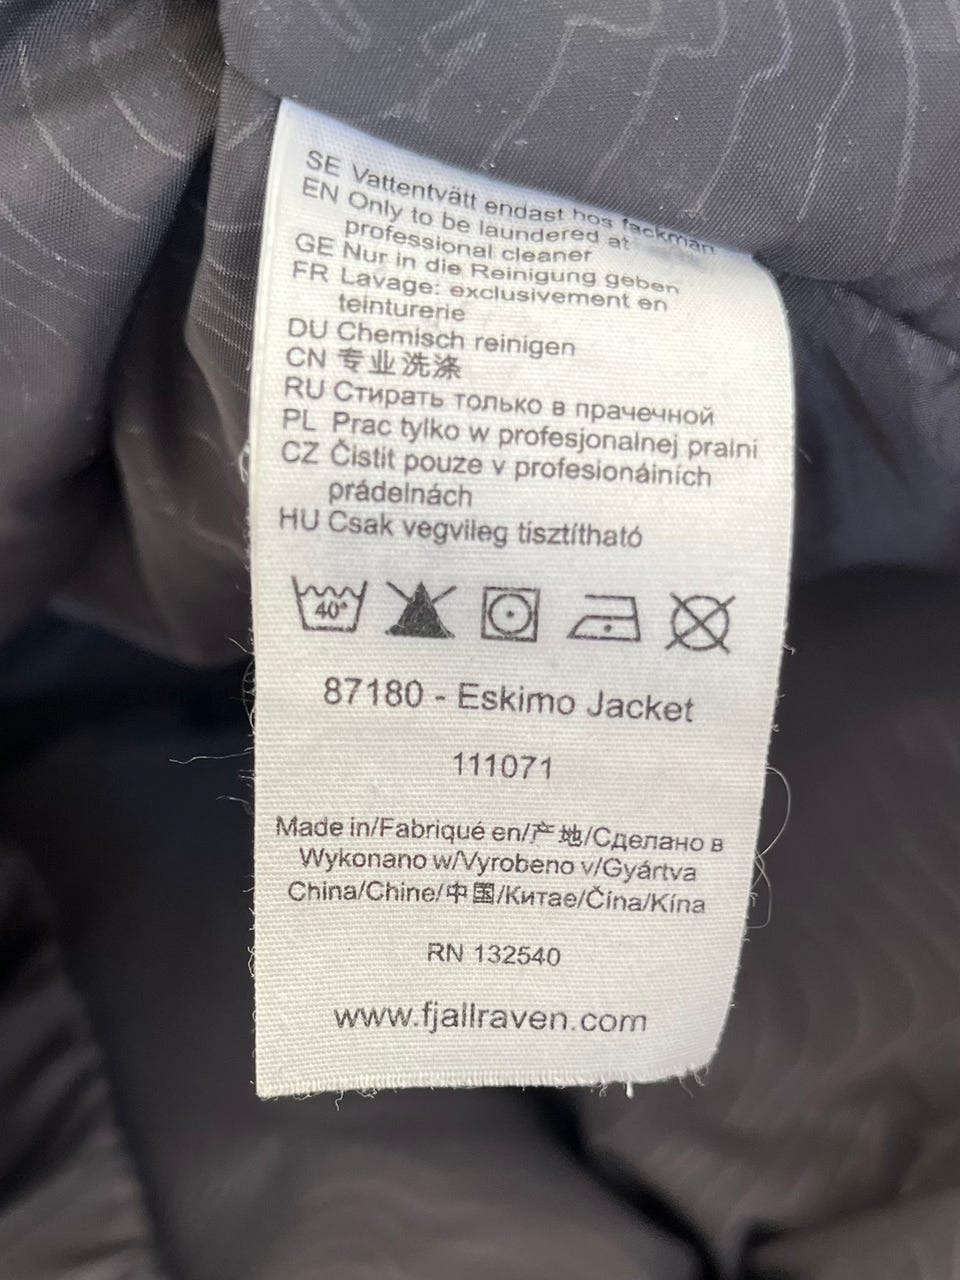 SE Vattentvätt endast hos fackman
EN Only to be laundered at
professional cleaner
GE Nur in die Reinigung geben
FR Lavage: exclusivement en
teinturerie
DU Chemisch reinigen
CN 专业洗涤
RU Стирать только в прачечной
PL Prac tylko w profesjonalnej pralni
CZ Čistit pouze v profesionálních
prádelnách
HU Csak vegvileg tisztítható
40°
87180 - Eskimo Jacket
111071
Made in/Fabriqué en/产地/Сделано в
Wykonano w/Vyrobeno v/Gyártva
China/Chine/中国/Китае/Čína/Kína
RN 132540
www.fjallraven.com